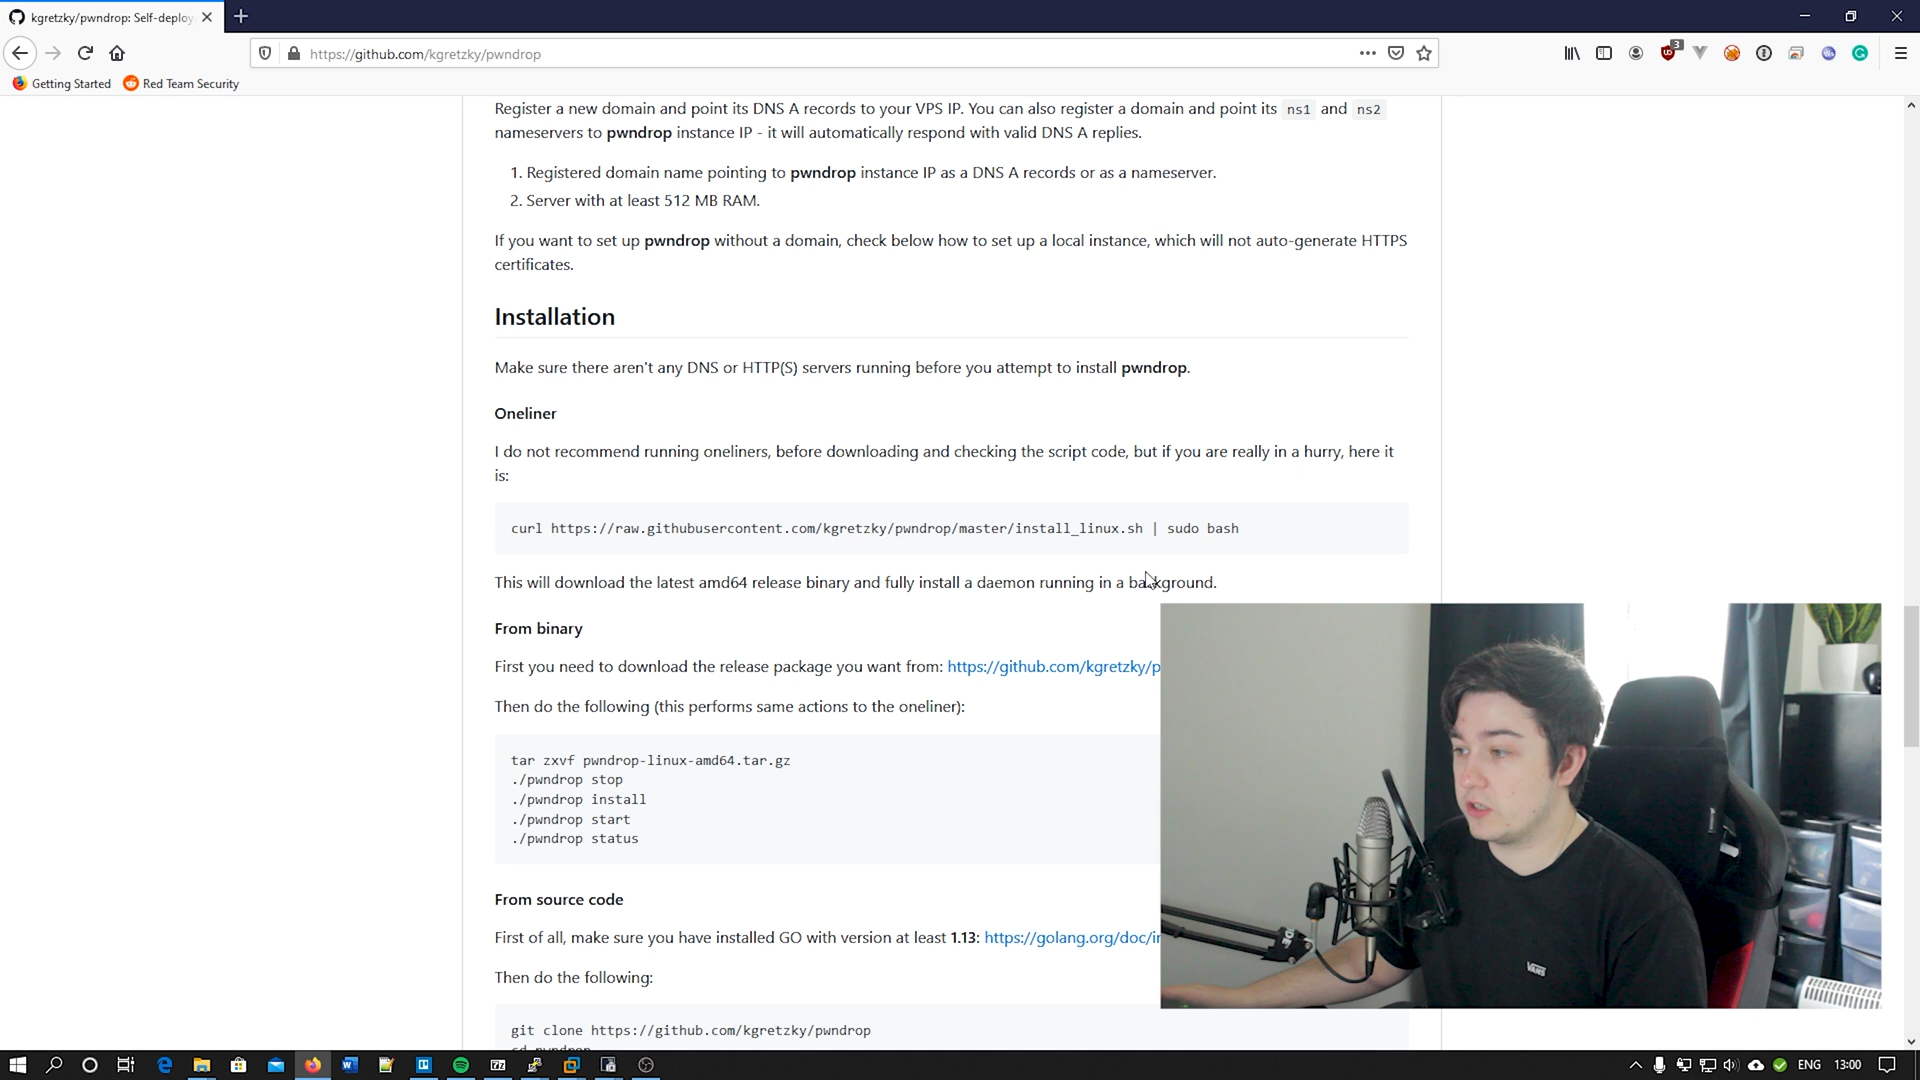 kgretzky/pwndrop: Self-deploy
https://github.com/kgretzky/pwndrop
3
Getting Started
Red Team Security
Register a new domain and point its DNS A records to your VPS IP. You can also register a domain and point its ns1 and ns2
nameservers to pwndrop instance IP - it will automatically respond with valid DNS A replies.
1. Registered domain name pointing to pwndrop instance IP as a DNS A records or as a nameserver.
2. Server with at least 512 MB RAM.
If you want to set up pwndrop without a domain, check below how to set up a local instance, which will not auto-generate HTTPS
certificates.
Installation
Make sure there aren't any DNS or HTTP(S) servers running before you attempt to install pwndrop.
Oneliner
I do not recommend running oneliners, before downloading and checking the script code, but if you are really in a hurry, here it
is:
curl https://raw.githubusercontent.com/kgretzky/pwndrop/master/install_linux.sh | sudo bash
This will download the latest amd64 release binary and fully install a daemon running in a background.
From binary
First you need to download the release package you want from: https://github.com/kgretzky/p
Then do the following (this performs same actions to the oneliner):
tar zxvf pwndrop-linux-amd64.tar.gz
./pwndrop stop
./pwndrop install
./pwndrop start
./pwndrop status
From source code
First of all, make sure you have installed GO with version at least 1.13: https://golang.org/doc/in
Then do the following:
git clone https://github.com/kgretzky/pwndrop
cd pwndrop
VANS
ENG
13:00